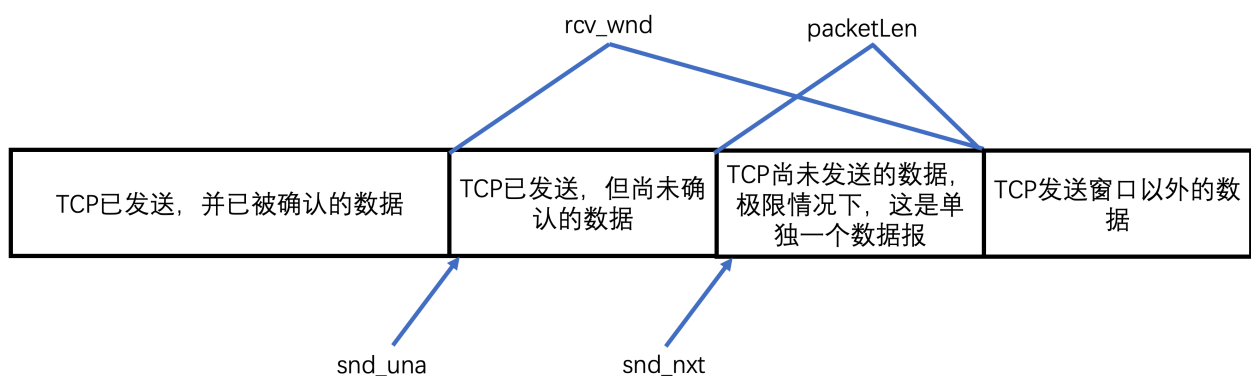 rcv_wnd
packetLen
TCP已发送，并已被确认的数据
TCP已发送，但尚未确
认的数据
TCP尚未发送的数据，
极限情况下，这是单
独一个数据报
TCP发送窗口以外的数
据
snd_una
snd_nxt